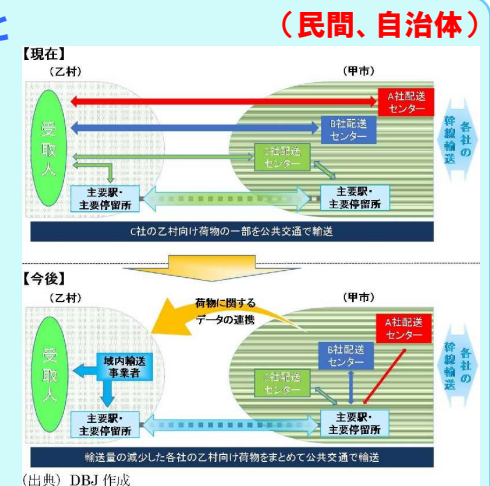 と
（民間、自治体）
【現在】
（乙村）
（甲市）
受取人
A社配送
センター
B社配送
センター
C社配送
センター
各社の
幹線輸送
主要駅・
主要停留所
主要駅・
主要停留所
C社の乙村向け荷物の一部を公共交通で輸送
【今後】
（乙村）
荷物に関する
データの連携
（甲市）
受取人
域内輸送
事業者
A社配送
センター
B社配送
センター
C社配送
センター
各社の
幹線輸送
主要駅・
主要停留所
主要駅・
主要停留所
輸送量の減少した各社の乙村向け荷物をまとめて公共交通で輸送
（出典）DBJ 作成